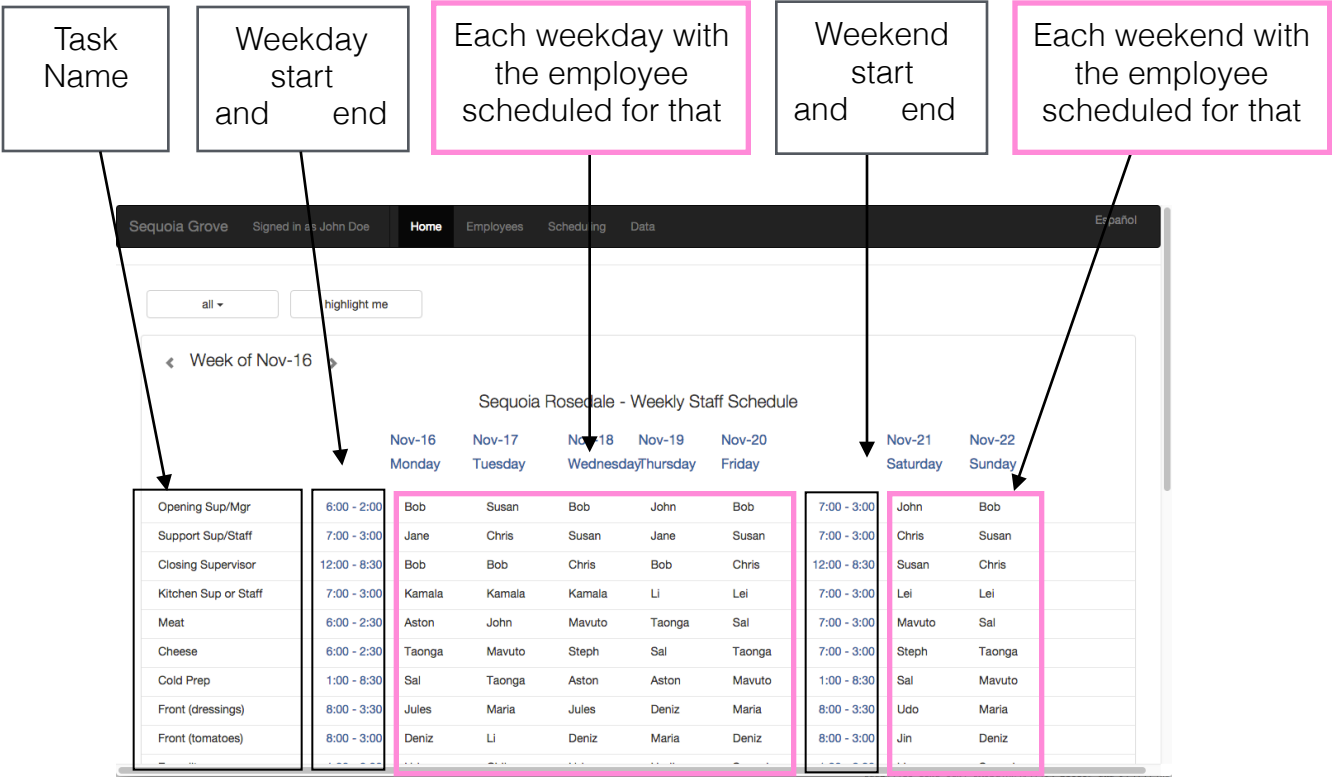 Task
Name
Weekday
start
and end
Each weekday with
the employee
scheduled for that
Weekend
start
and end
Each weekend with
the employee
scheduled for that
Sequoia Grove Signed in as John Doe Home Employees Scheduling Data Español
all highlight me
Week of Nov-16
Sequoia Rosedale - Weekly Staff Schedule
Nov-16 Nov-17 Nov-18 Nov-19 Nov-20 Nov-21 Nov-22
Monday Tuesday Wednesday Thursday Friday Saturday Sunday
Opening Sup/Mgr 6:00 - 2:00 Bob Susan Bob John Bob 7:00 - 3:00 John Bob
Support Sup/Staff 7:00 - 3:00 Jane Chris Susan Jane Susan 7:00 - 3:00 Chris Susan
Closing Supervisor 12:00 - 8:30 Bob Bob Chris Bob Chris 12:00 - 8:30 Susan Chris
Kitchen Sup or Staff 7:00 - 3:00 Kamala Kamala Kamala Li Lei 7:00 - 3:00 Lei Lei
Meat 6:00 - 2:30 Aston John Mavuto Taonga Sal 7:00 - 3:00 Mavuto Sal
Cheese 6:00 - 2:30 Taonga Mavuto Steph Sal Taonga 7:00 - 3:00 Steph Taonga
Cold Prep 1:00 - 8:30 Sal Taonga Aston Aston Mavuto 1:00 - 8:30 Sal Mavuto
Front (dressings) 8:00 - 3:30 Jules Maria Jules Deniz Maria 8:00 - 3:30 Udo Maria
Front (tomatoes) 8:00 - 3:00 Deniz Li Deniz Maria Deniz 8:00 - 3:00 Jin Deniz